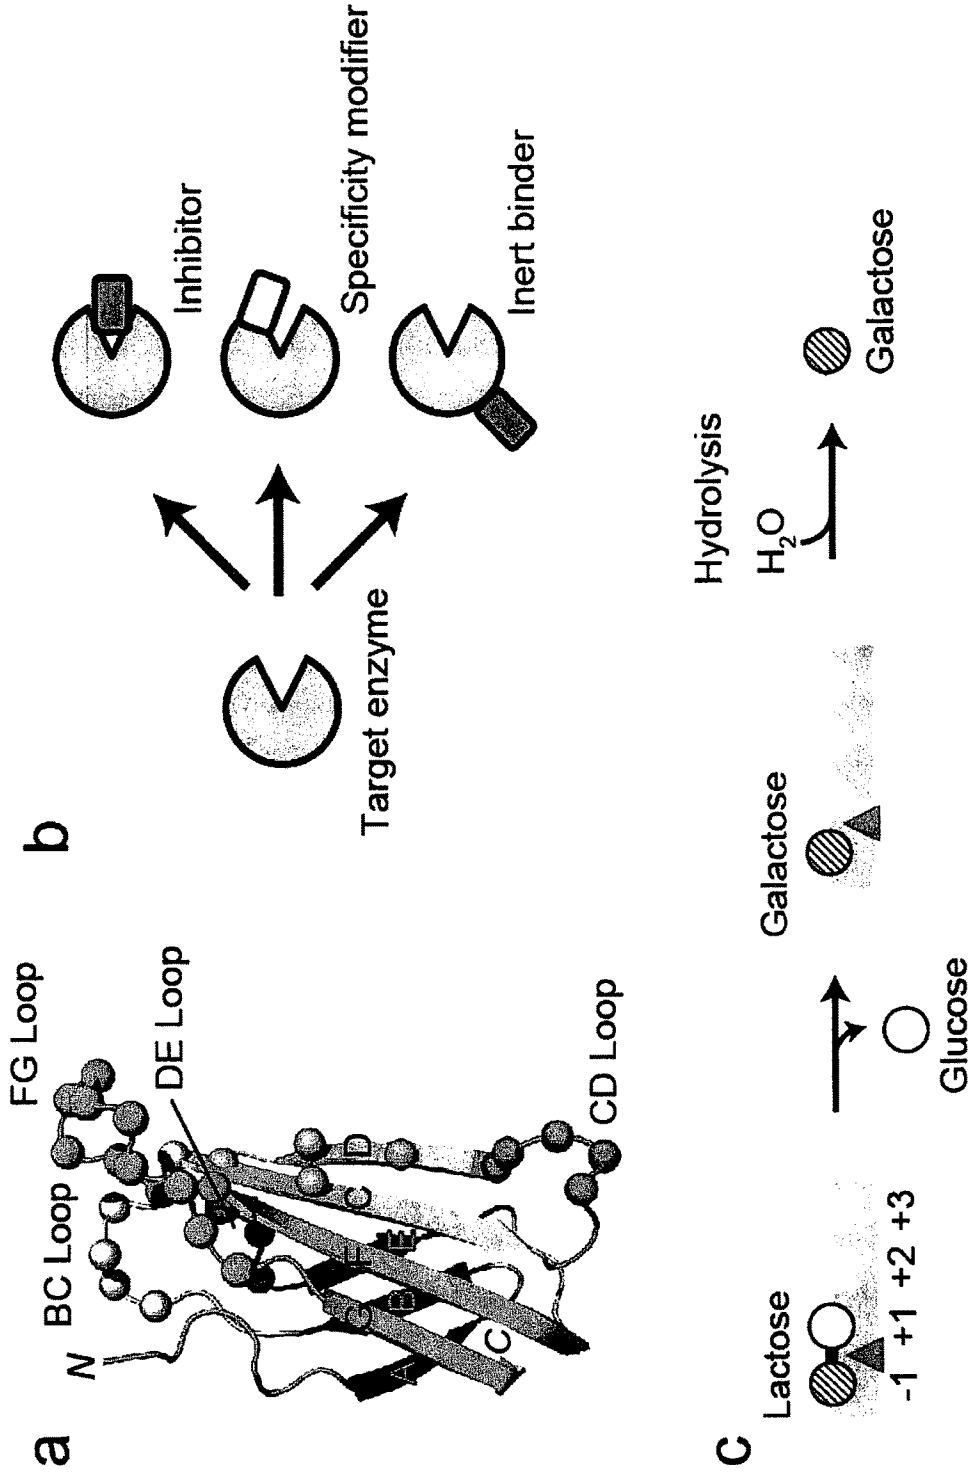 a
N
BC Loop
FG Loop
DE Loop
A
G
B
F
E
C
D
C
CD Loop
b
Target enzyme
Inhibitor
Specificity modifier
Inert binder
c
Lactose
-1 +1 +2 +3
Glucose
Galactose
Hydrolysis
H₂O
Galactose